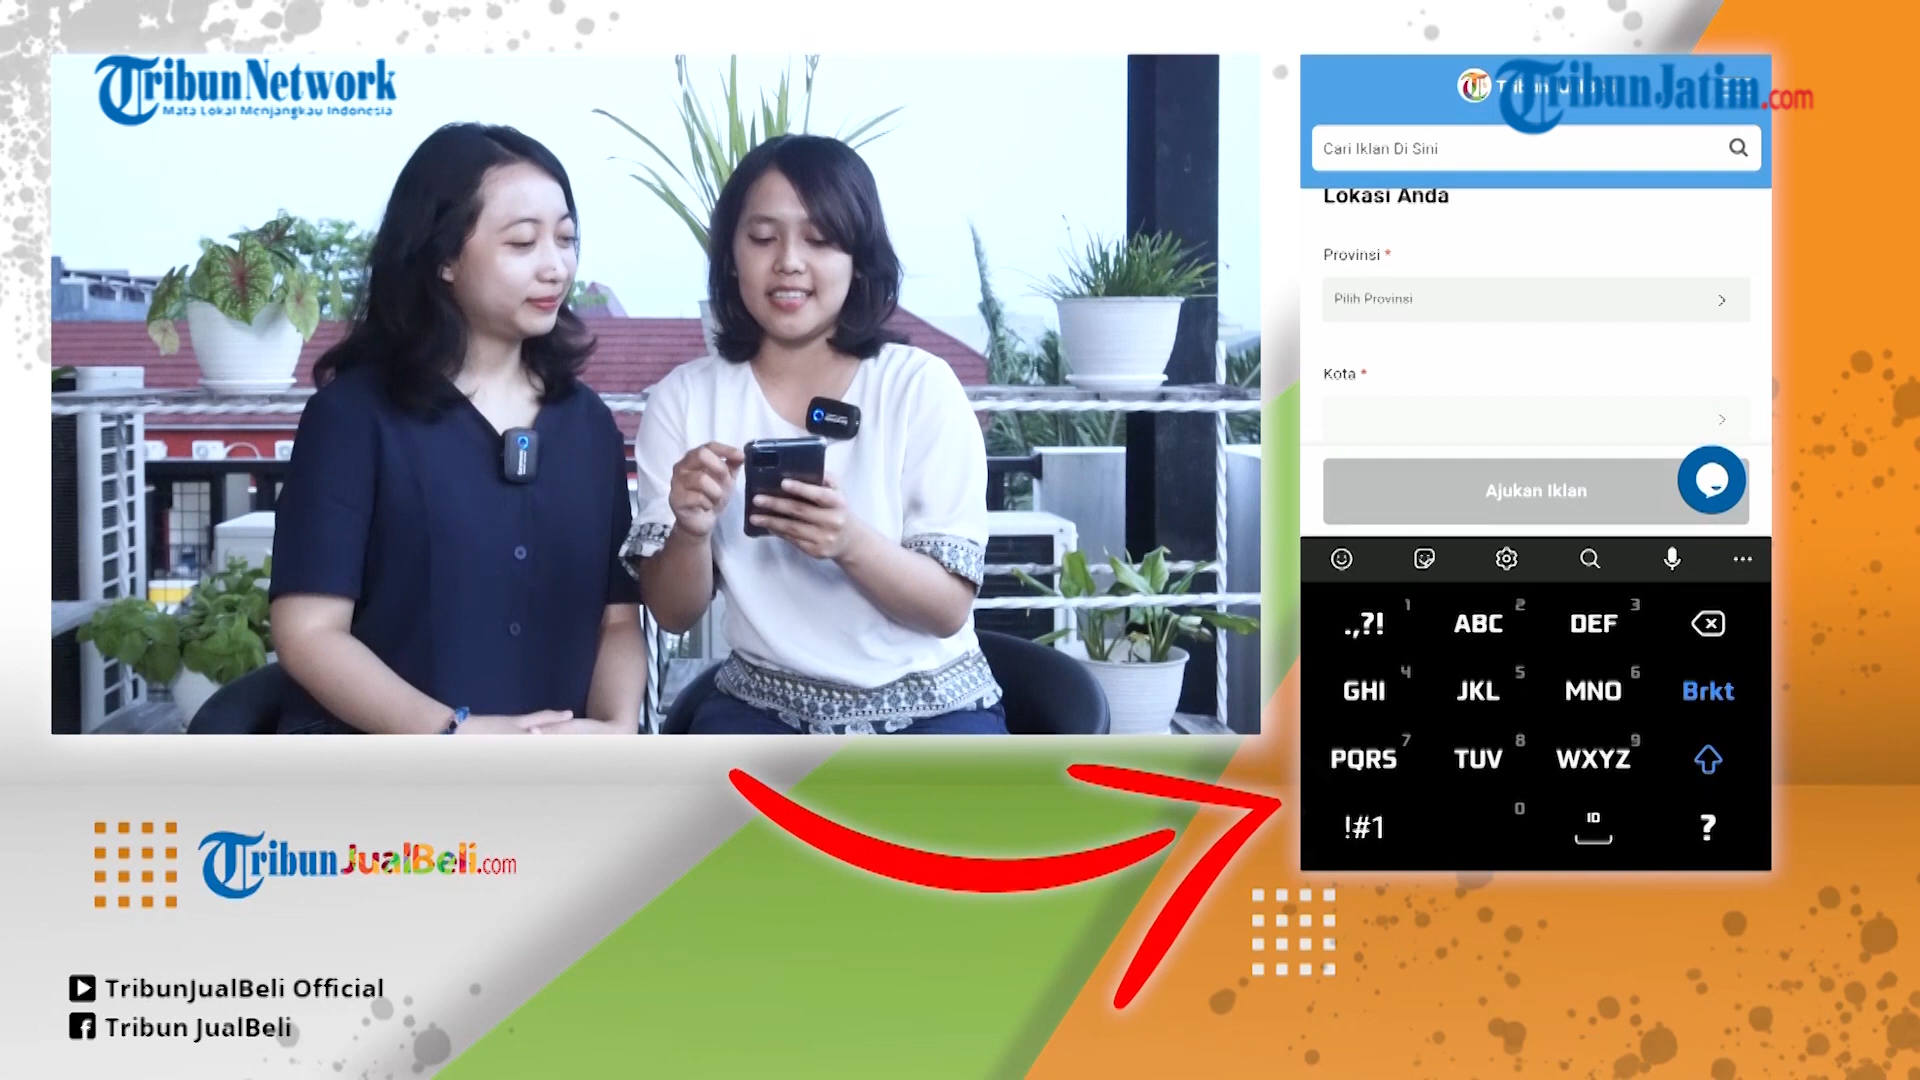 TribunNetwork
Mata Lokal Menjangkau Indonesia
TribunJatim.com
Cari Iklan Di Sini
Lokasi Anda
Provinsi *
Pilih Provinsi
Kota *
Ajukan Iklan
.,?! 1
ABC 2
DEF 3
GHI 4
JKL 5
MNO 6
Brkt
PQRS 7
TUV 8
WXYZ 9
!#1
0
ID
?
TribunJualBeli.com
TribunJualBeli Official
Tribun JualBeli